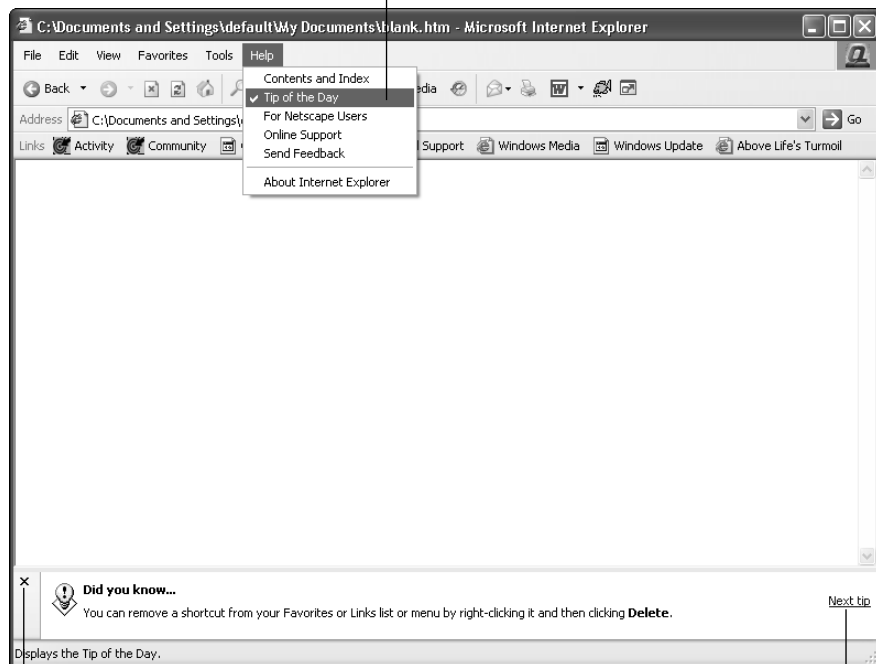 C:\Documents and Settings\default\My Documents\blank.htm - Microsoft Internet Explorer
File Edit View Favorites Tools Help
Back
Contents and Index
Tip of the Day
For Netscape Users
Online Support
Send Feedback
About Internet Explorer
Address C:\Documents and Settings\ Go
Links Activity Community Support Windows Media Windows Update Above Life's Turmoil
Did you know...
You can remove a shortcut from your Favorites or Links list or menu by right-clicking it and then clicking Delete.
Next tip
Displays the Tip of the Day.